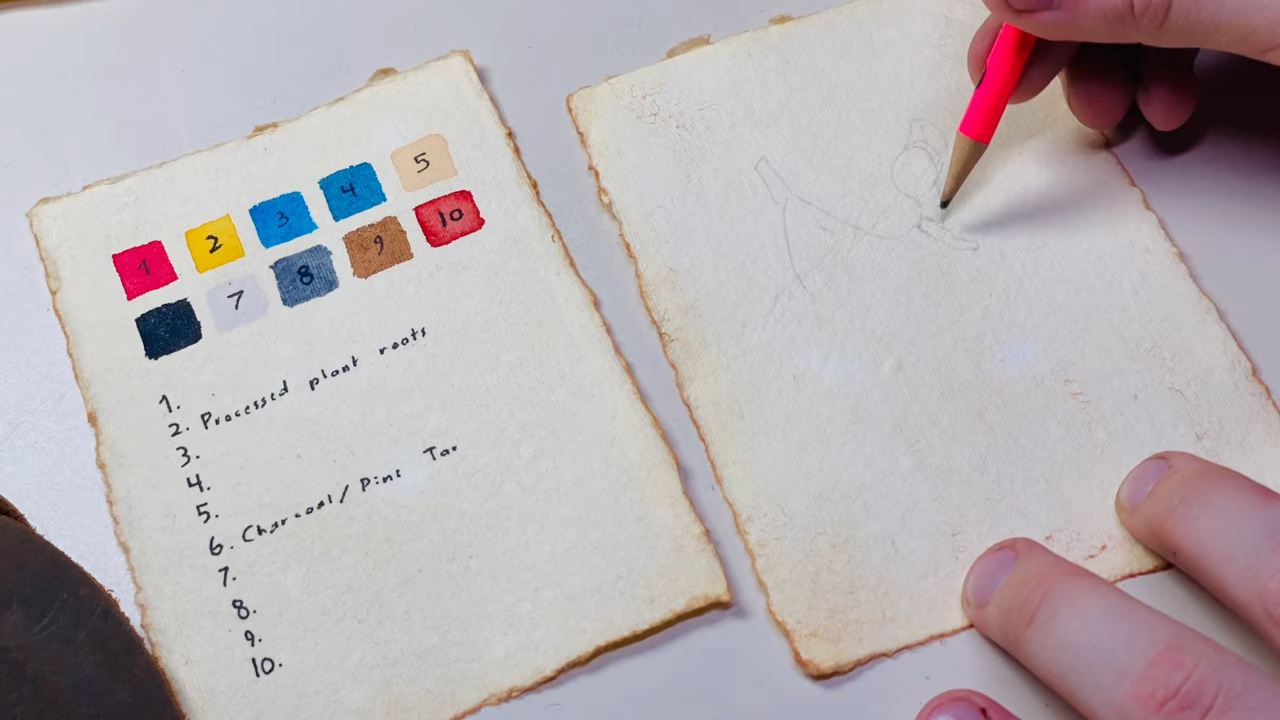 1 2 3 4 5
7 8 9 10
1.
2. Processed plant roots
3.
4.
5.
6. Charcoal/Pine Tar
7.
8.
9.
10.